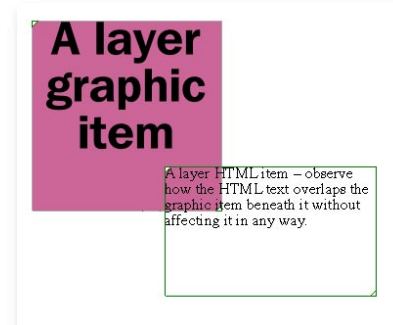 A layer
graphic
item
A layer HTML item – observe
how the HTML text overlaps the
graphic item beneath it without
affecting it in any way.